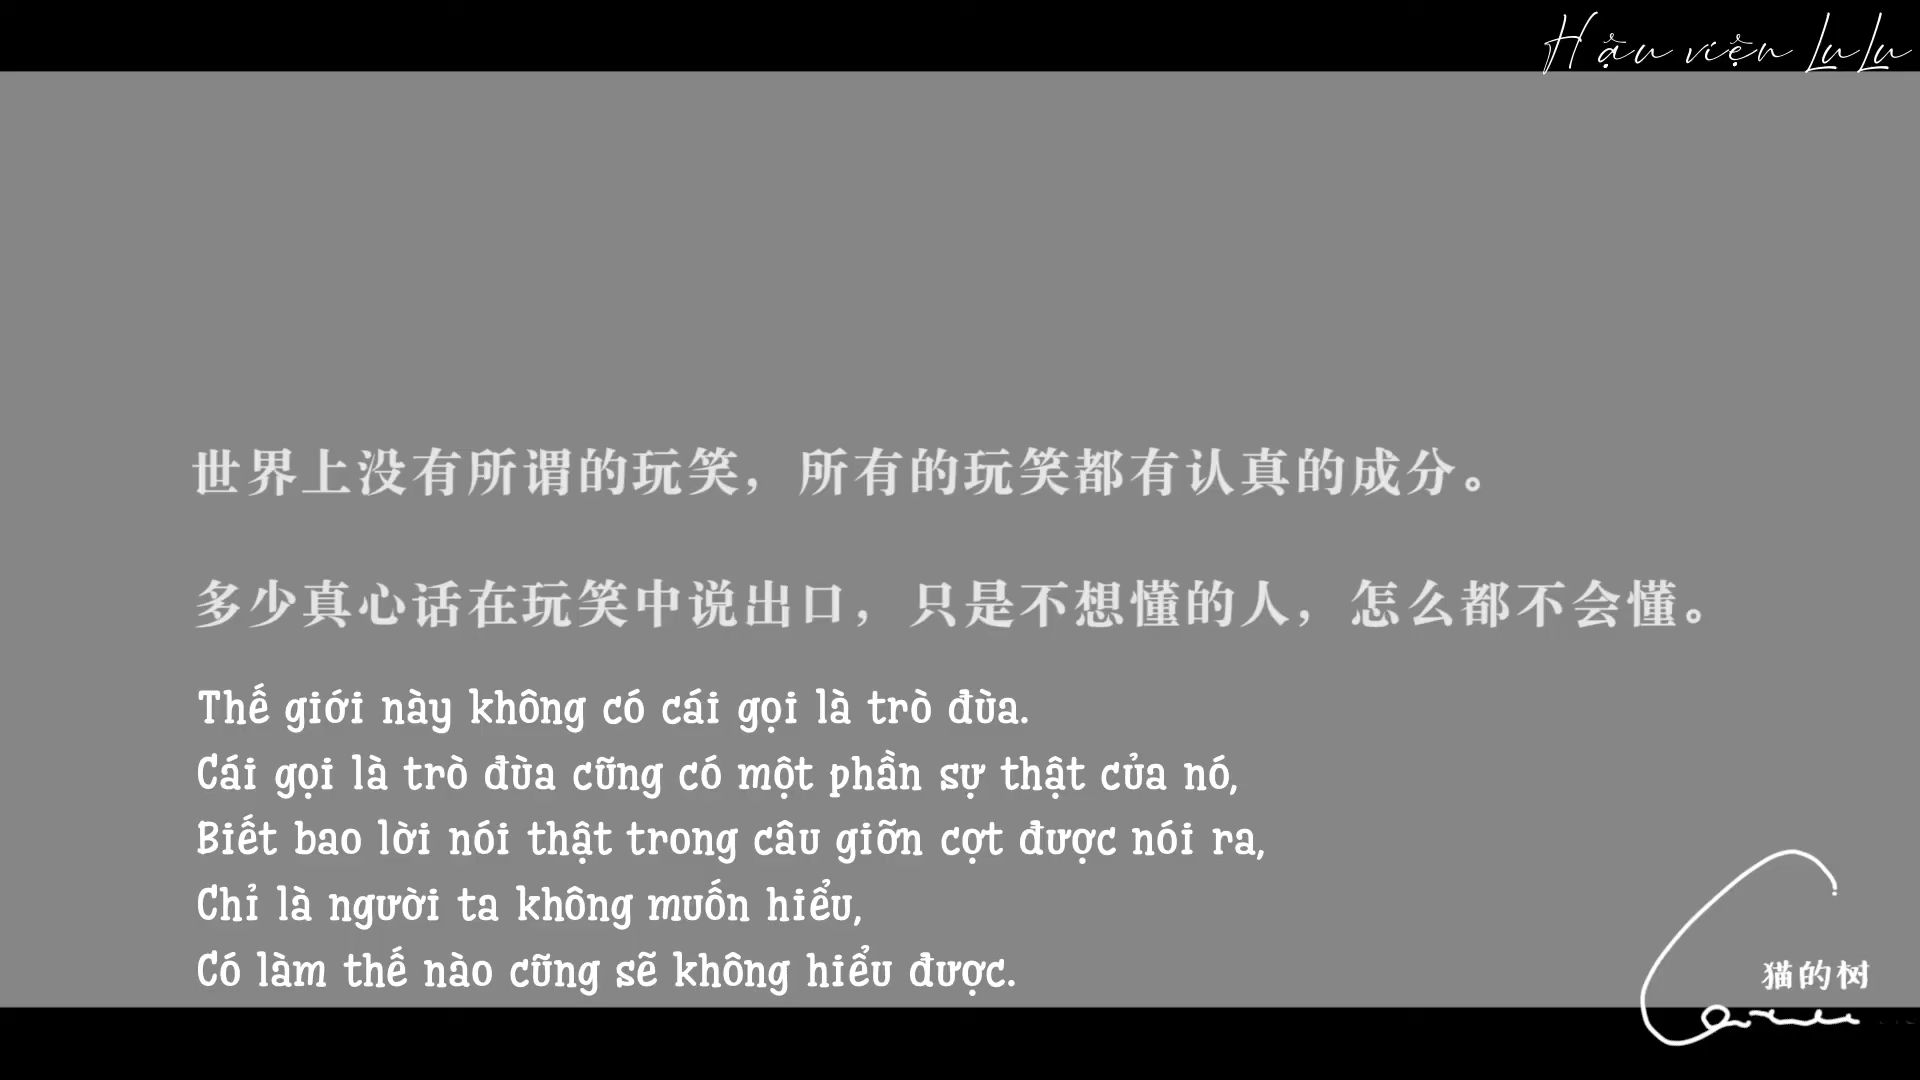 Hậu viện LuLu
世界上没有所谓的玩笑，所有的玩笑都有认真的成分。
多少真心话在玩笑中说出口，只是不想懂的人，怎么都不会懂。
Thế giới này không có cái gọi là trò đùa.
Cái gọi là trò đùa cũng có một phần sự thật của nó,
Biết bao lời nói thật trong câu giỡn cợt được nói ra,
Chỉ là người ta không muốn hiểu,
Có làm thế nào cũng sẽ không hiểu được.
猫的树